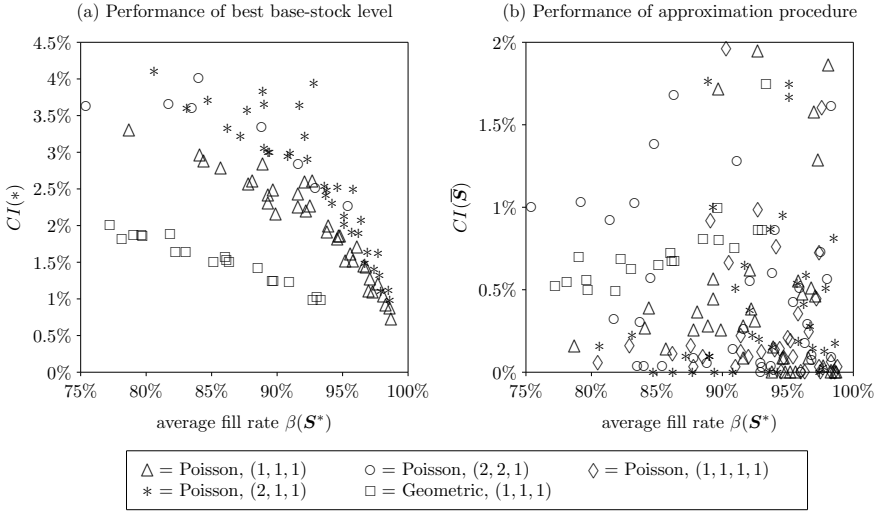 (a) Performance of best base-stock level
4.5%
4%
3.5%
3%
2.5%
2%
1.5%
1%
0.5%
0%
75% 80% 85% 90% 95% 100%
CI(*)
average fill rate β(S*)
(b) Performance of approximation procedure
2%
1.5%
1%
0.5%
0%
75% 80% 85% 90% 95% 100%
CI(S̅)
average fill rate β(S*)
△ = Poisson, (1, 1, 1) ○ = Poisson, (2, 2, 1) ◇ = Poisson, (1, 1, 1, 1)
* = Poisson, (2, 1, 1) □ = Geometric, (1, 1, 1)